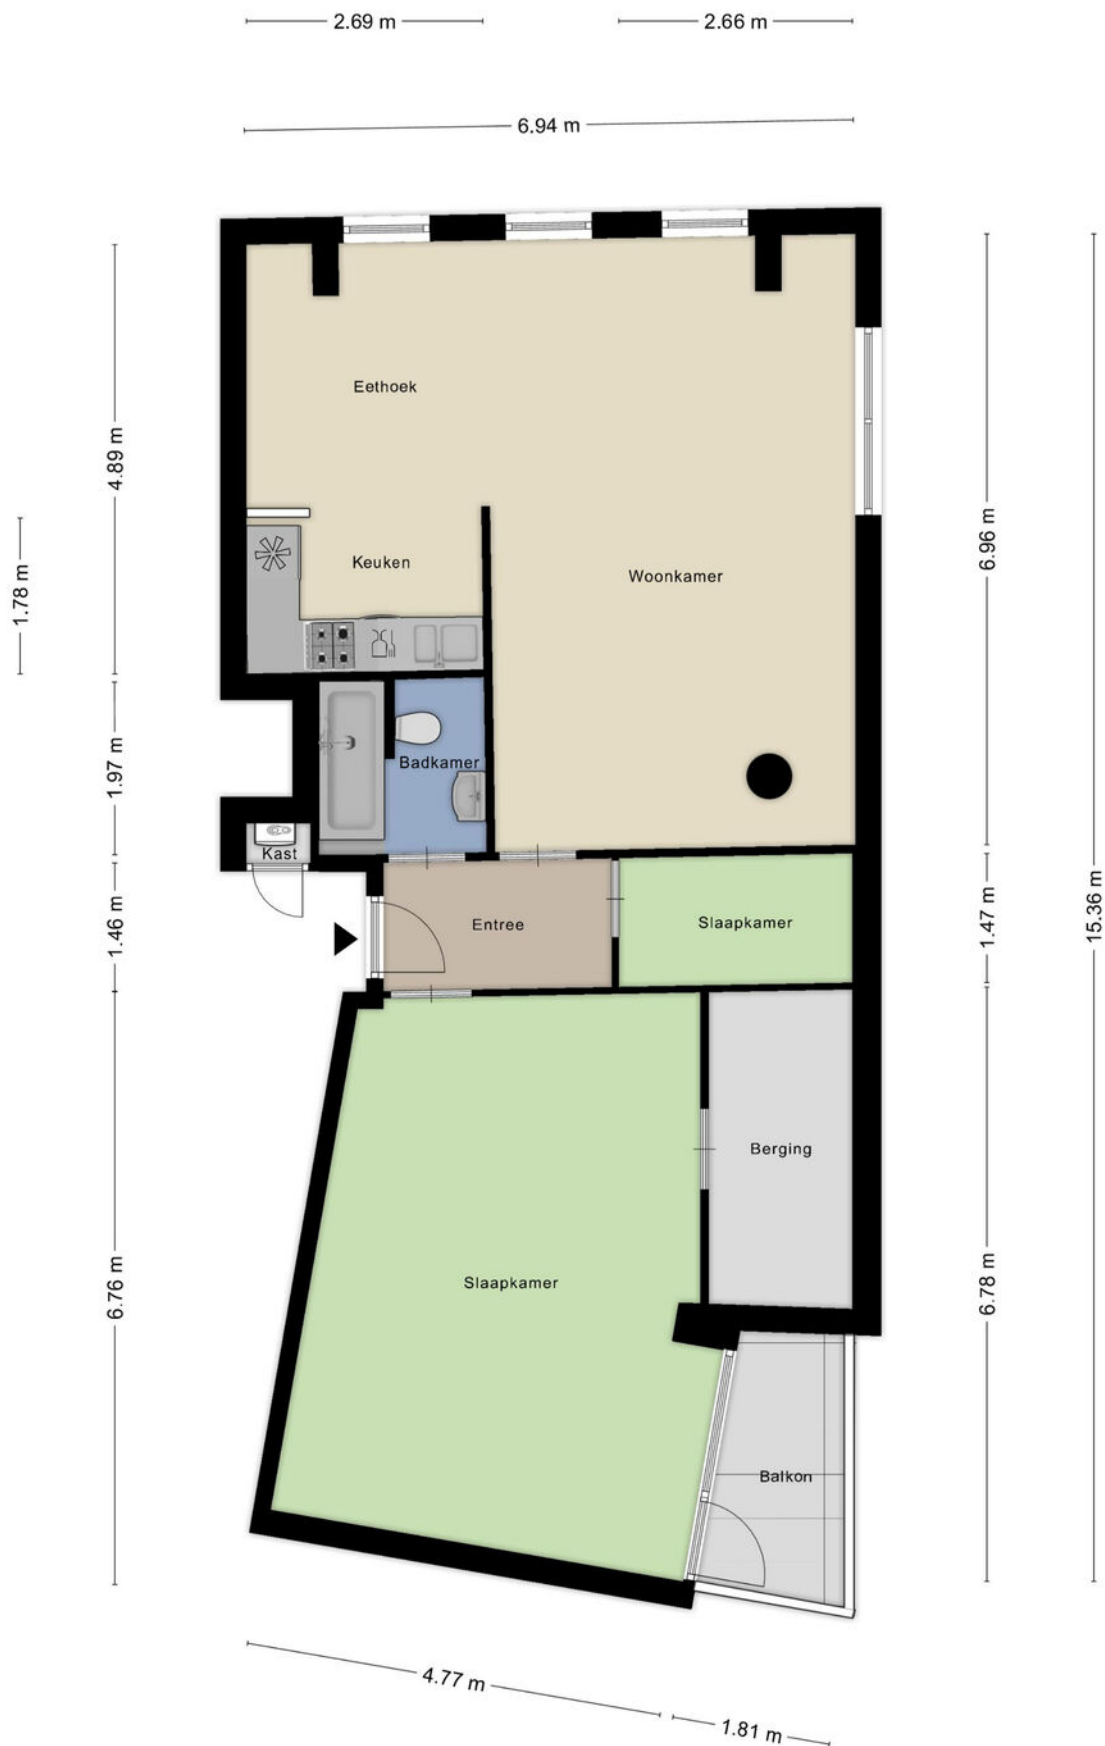 2.69 m
2.66 m
6.94 m
Eethoek
4.89 m
6.96 m
1.78 m
Keuken
Woonkamer
1.97 m
Badkamer
Kast
1.46 m
Entree
Slaapkamer
1.47 m
15.36 m
Berging
6.76 m
Slaapkamer
6.78 m
Balkon
4.77 m
1.81 m